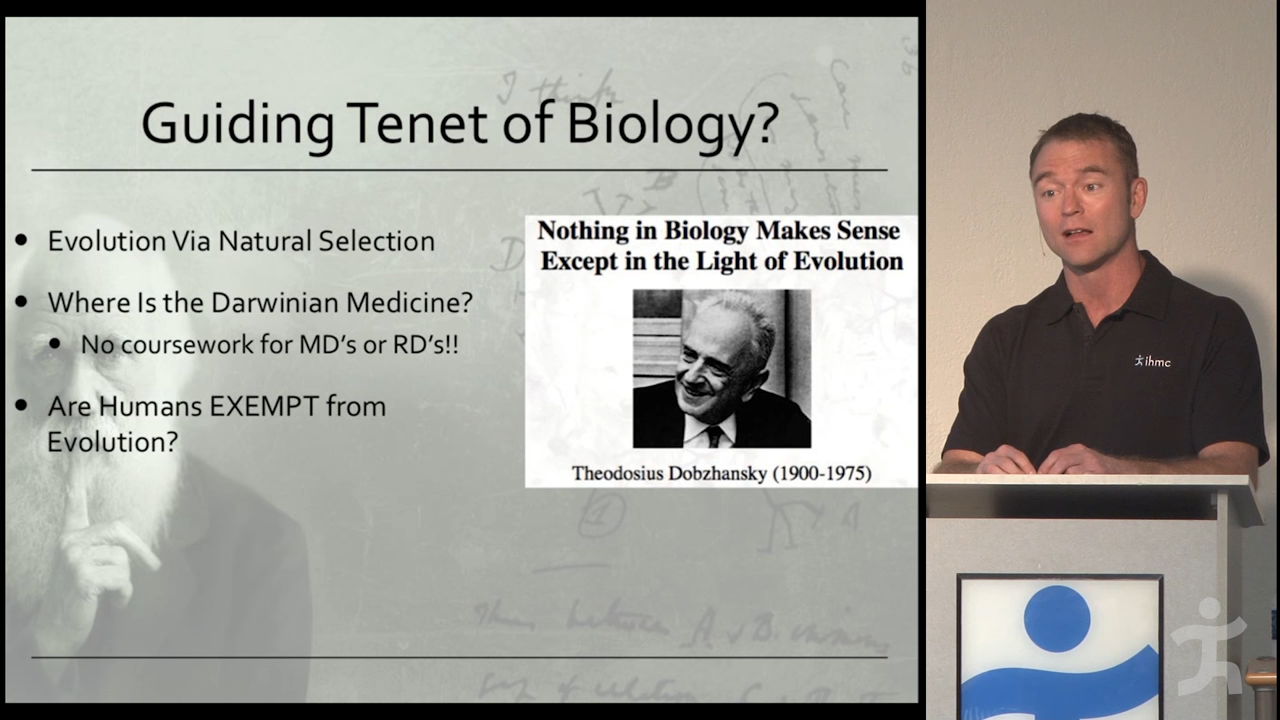 Guiding Tenet of Biology?
• Evolution Via Natural Selection
• Where Is the Darwinian Medicine?
• No coursework for MD's or RD's!!
• Are Humans EXEMPT from
Evolution?
Nothing in Biology Makes Sense
Except in the Light of Evolution
Theodosius Dobzhansky (1900-1975)
I think
ihmc